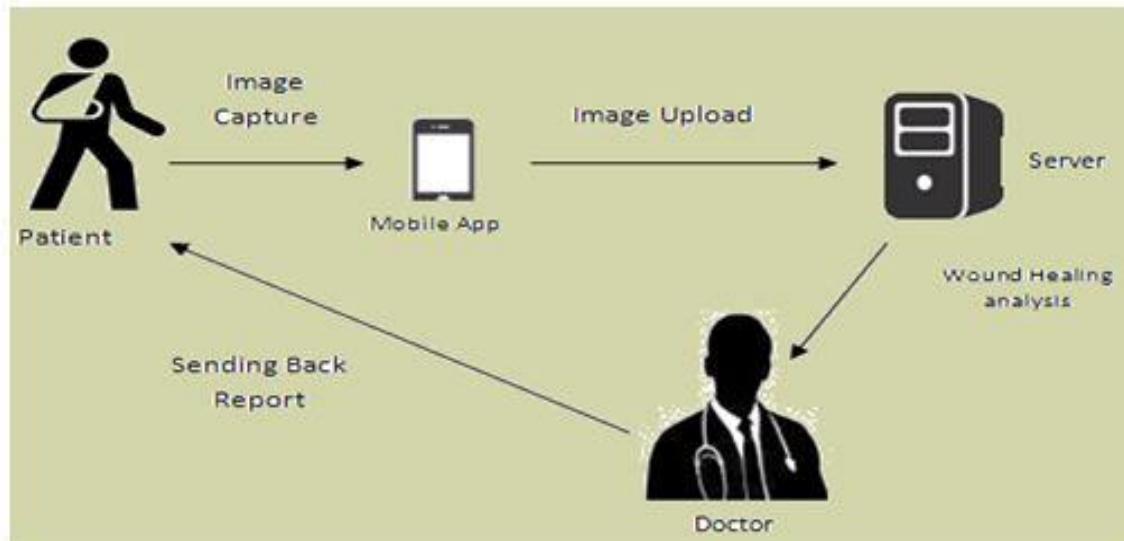 Image
Capture
Image Upload
Server
Mobile App
Patient
Wound Healing
analysis
Sending Back
Report
Doctor